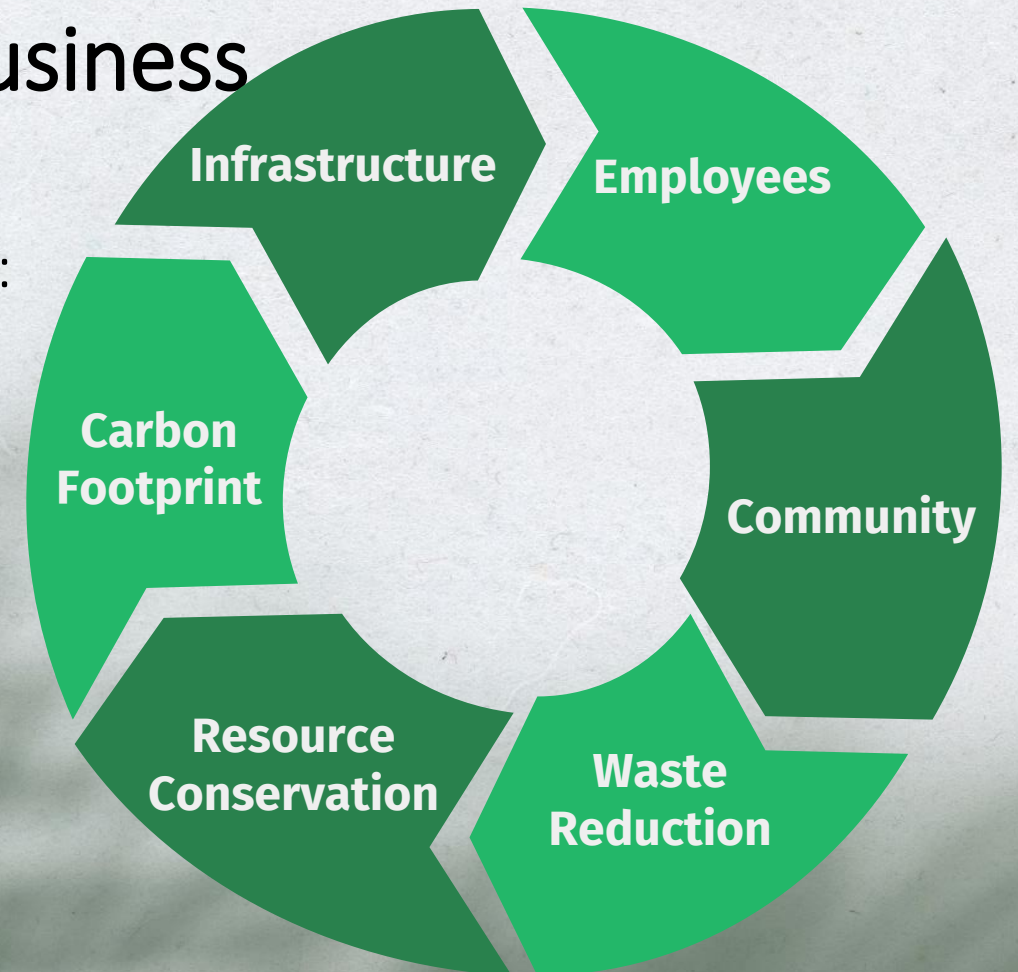 usiness
Infrastructure
Employees
:
Carbon
Footprint
Community
Resource
Conservation
Waste
Reduction